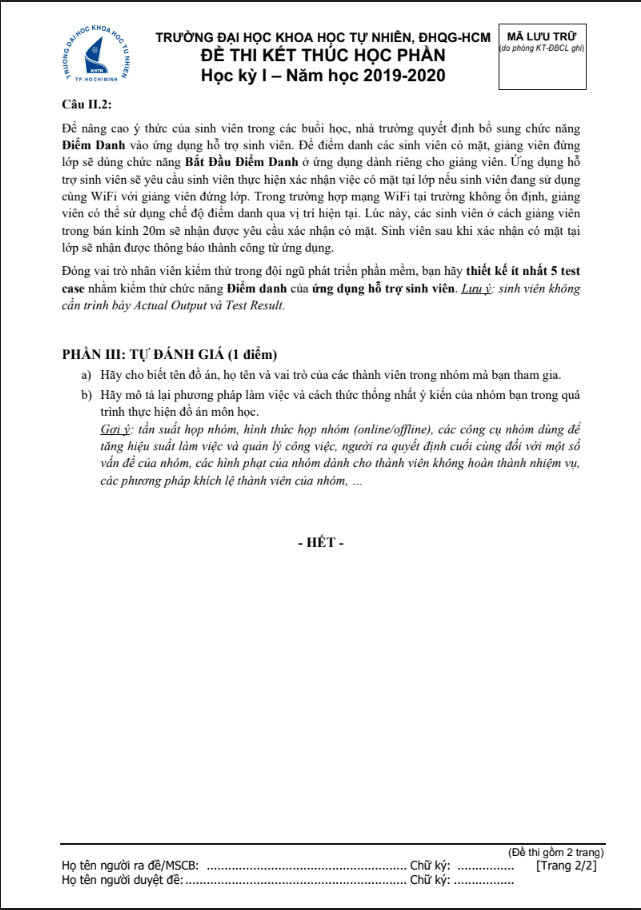 TRƯỜNG ĐẠI HỌC KHOA HỌC TỰ NHIÊN
KHTN
TP. HO CHI MINH
TRƯỜNG ĐẠI HỌC KHOA HỌC TỰ NHIÊN, ĐHQG-HCM
ĐỀ THI KẾT THÚC HỌC PHẦN
Học kỳ I – Năm học 2019-2020
MÃ LƯU TRỮ
(do phòng KT-ĐBCL ghi)
Câu II.2:
Để nâng cao ý thức của sinh viên trong các buổi học, nhà trường quyết định bổ sung chức năng
Điểm Danh vào ứng dụng hỗ trợ sinh viên. Để điểm danh các sinh viên có mặt, giảng viên đứng
lớp sẽ dùng chức năng Bắt Đầu Điểm Danh ở ứng dụng dành riêng cho giảng viên. Ứng dụng hỗ
trợ sinh viên sẽ yêu cầu sinh viên thực hiện xác nhận việc có mặt tại lớp nếu sinh viên đang sử dụng
cùng WiFi với giảng viên đứng lớp. Trong trường hợp mạng WiFi tại trường không ổn định, giảng
viên có thể sử dụng chế độ điểm danh qua vị trí hiện tại. Lúc này, các sinh viên ở cách giảng viên
trong bán kính 20m sẽ nhận được yêu cầu xác nhận có mặt. Sinh viên sau khi xác nhận có mặt tại
lớp sẽ nhận được thông báo thành công từ ứng dụng.
Đóng vai trò nhân viên kiểm thử trong đội ngũ phát triển phần mềm, bạn hãy thiết kế ít nhất 5 test
case nhằm kiểm thử chức năng Điểm danh của ứng dụng hỗ trợ sinh viên. Lưu ý: sinh viên không
cần trình bày Actual Output và Test Result.
PHẦN III: TỰ ĐÁNH GIÁ (1 điểm)
a) Hãy cho biết tên đồ án, họ tên và vai trò của các thành viên trong nhóm mà bạn tham gia.
b) Hãy mô tả lại phương pháp làm việc và cách thức thống nhất ý kiến của nhóm bạn trong quá
trình thực hiện đồ án môn học.
Gợi ý: tần suất họp nhóm, hình thức họp nhóm (online/offline), các công cụ nhóm dùng để
tăng hiệu suất làm việc và quản lý công việc, người ra quyết định cuối cùng đối với một số
vấn đề của nhóm, các hình phạt của nhóm dành cho thành viên không hoàn thành nhiệm vụ,
các phương pháp khích lệ thành viên của nhóm, ...
- HẾT -
(Đề thi gồm 2 trang)
Họ tên người ra đề/MSCB: ............................................ Chữ ký: ................ [Trang 2/2]
Họ tên người duyệt đề: ................................................ Chữ ký: .................